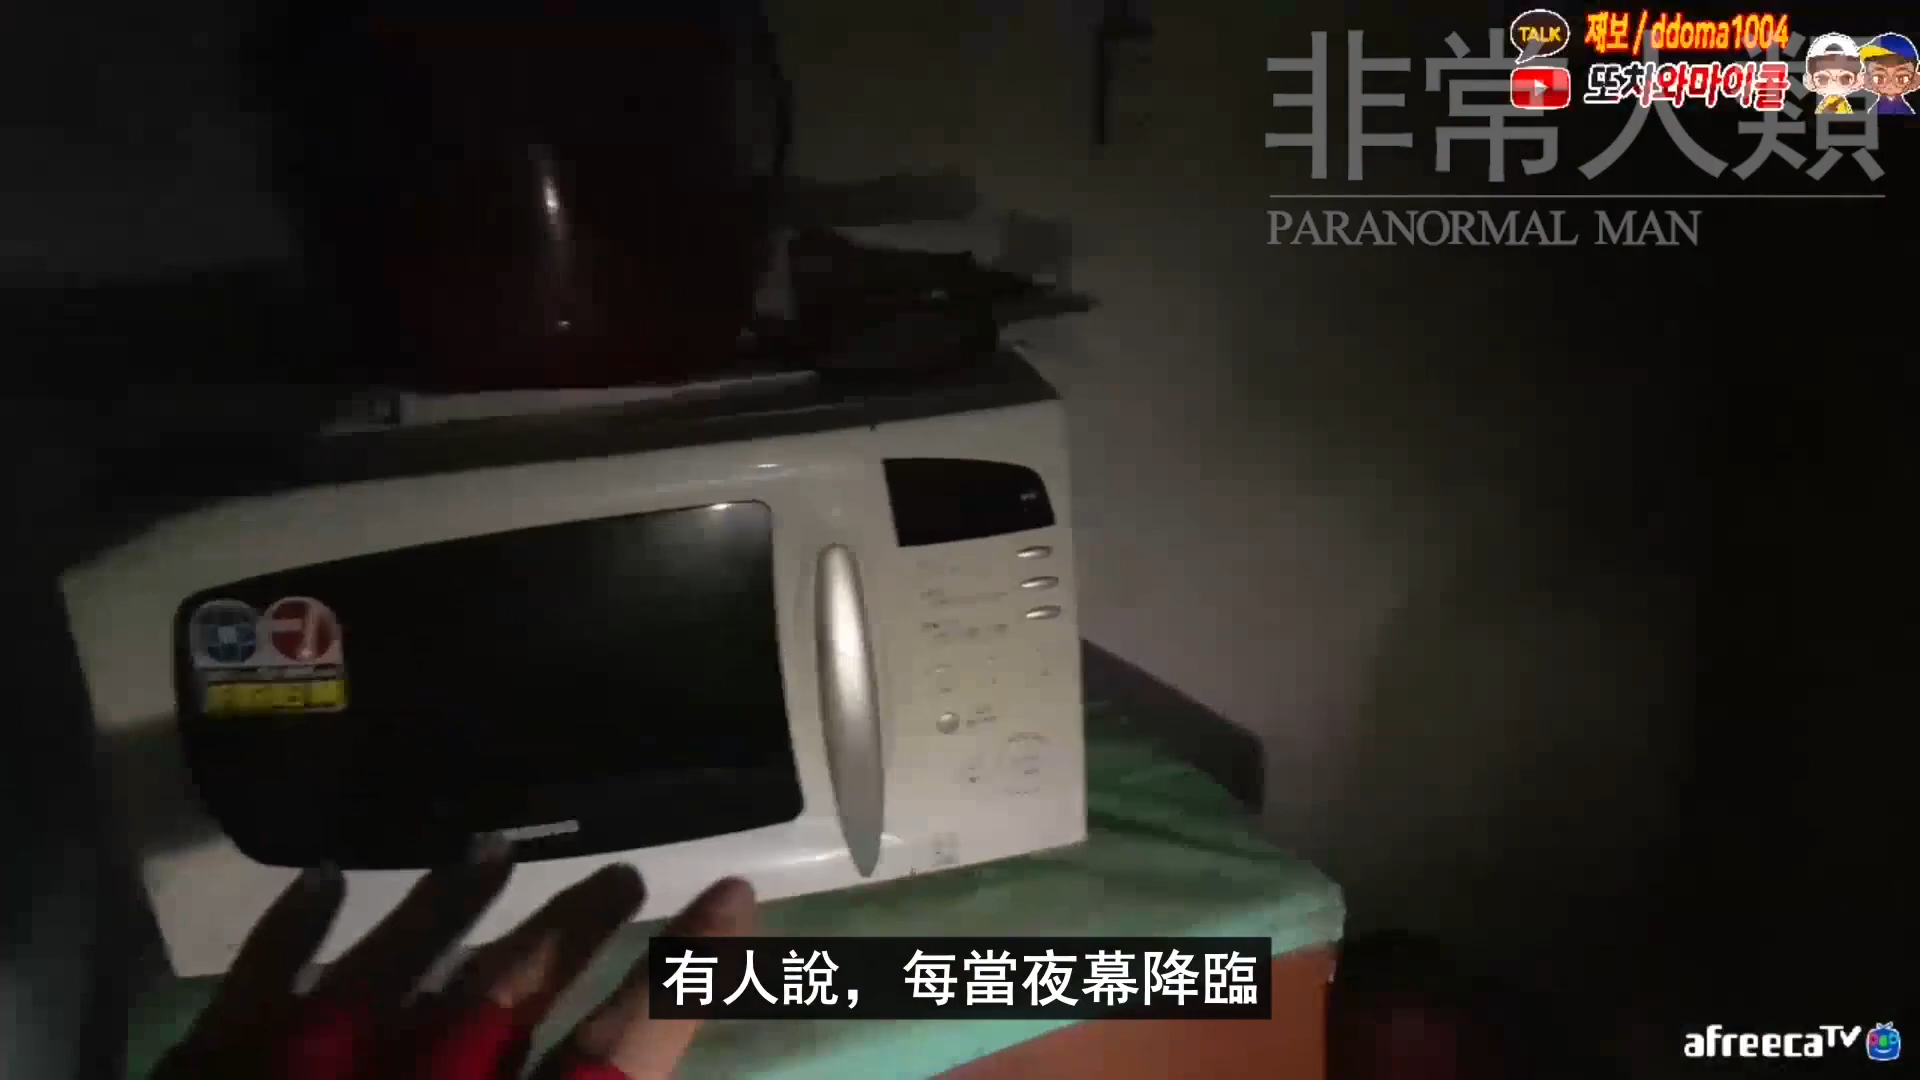 TALK 제보/ddoma1004
또치와마이콜
非常人類
PARANORMAL MAN
有人說，每當夜幕降臨
afreecaTV